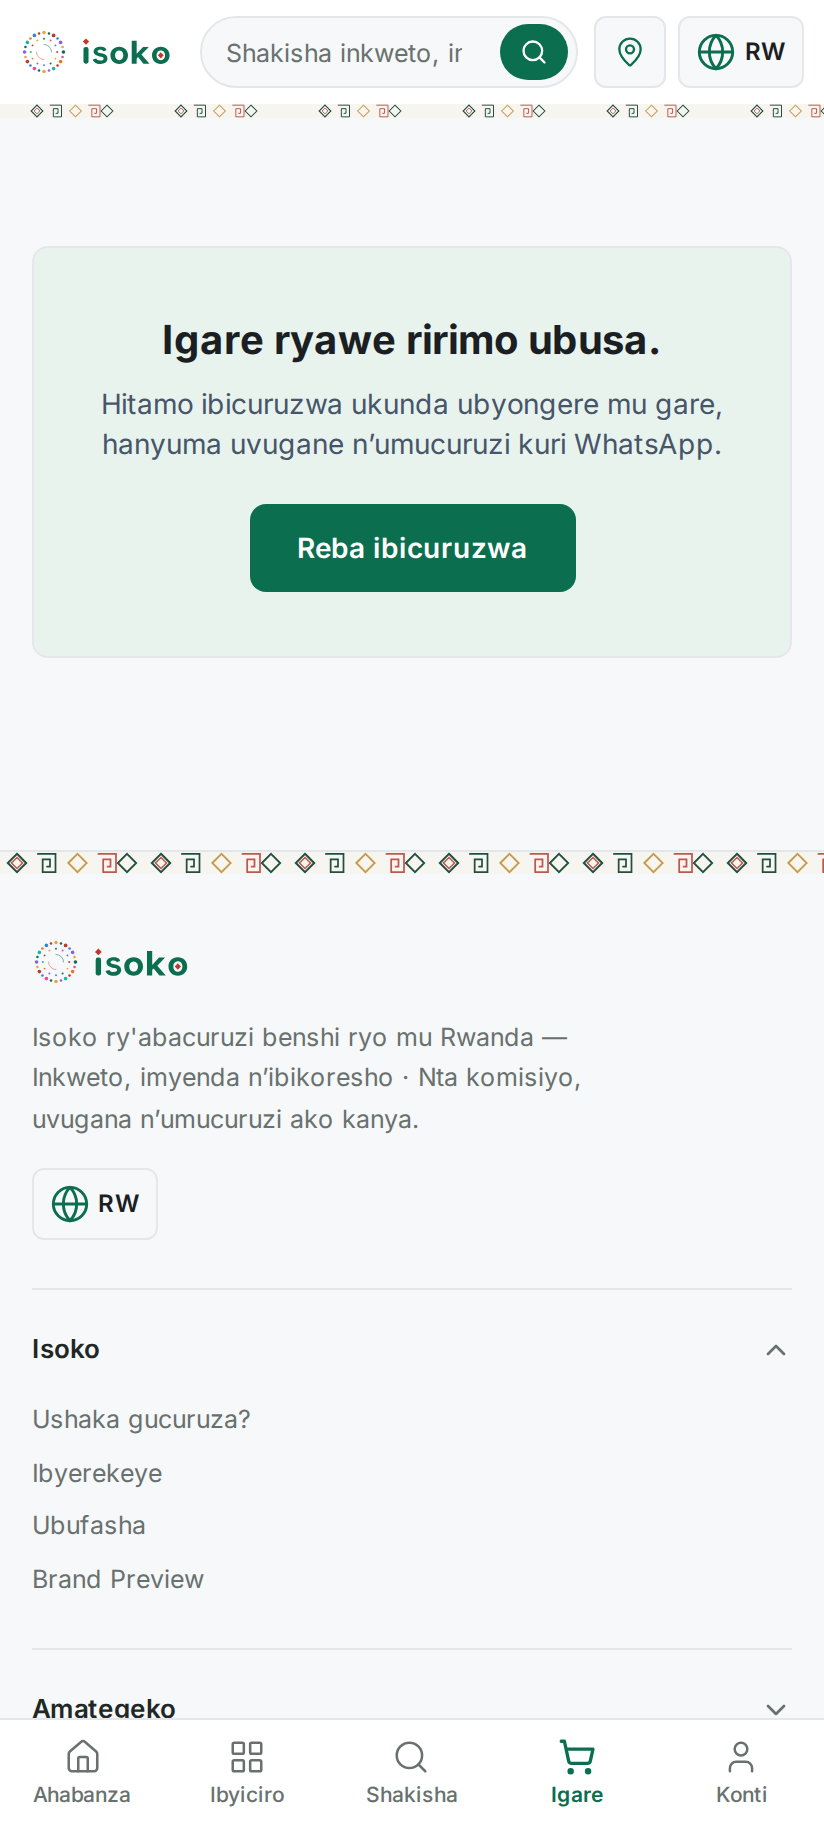 isoko
Shakisha inkweto, ir
RW
Igare ryawe ririmo ubusa.
Hitamo ibicuruzwa ukunda ubyongere mu gare,
hanyuma uvugane n’umucuruzi kuri WhatsApp.
Reba ibicuruzwa
isoko
Isoko ry'abacuruzi benshi ryo mu Rwanda —
Inkweto, imyenda n’ibikoresho · Nta komisiyo,
uvugana n’umucuruzi ako kanya.
RW
Isoko
Ushaka gucuruza?
Ibyerekeye
Ubufasha
Brand Preview
Amategeko
Ahabanza
Ibyiciro
Shakisha
Igare
Konti